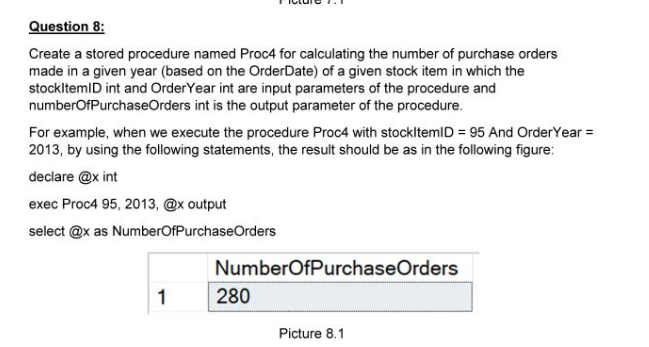 Question 8:
Create a stored procedure named Proc4 for calculating the number of purchase orders
made in a given year (based on the OrderDate) of a given stock item in which the
stockItemID int and OrderYear int are input parameters of the procedure and
numberOfPurchaseOrders int is the output parameter of the procedure.
For example, when we execute the procedure Proc4 with stockItemID = 95 And OrderYear =
2013, by using the following statements, the result should be as in the following figure:
declare @x int
exec Proc4 95, 2013, @x output
select @x as NumberOfPurchaseOrders
NumberOfPurchaseOrders
1 280
Picture 8.1